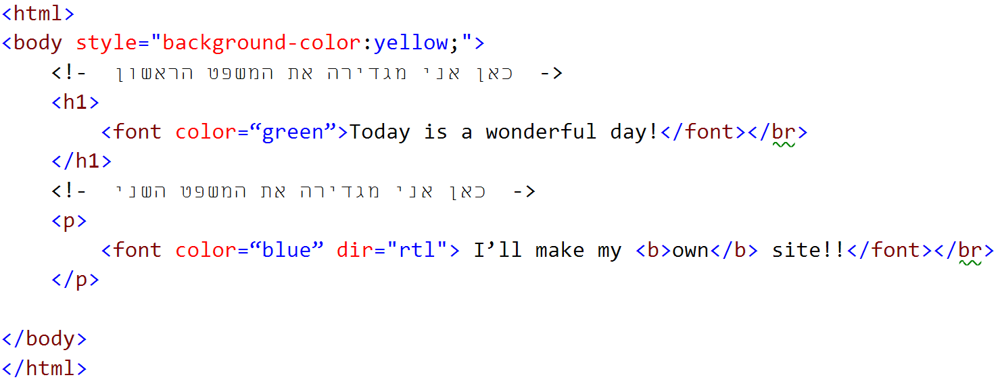 <html>
<body style="background-color:yellow;">
<!-  כאן אני מגדירה את המשפט הראשון  ->
<h1>
<font color=“green”>Today is a wonderful day!</font></br>
</h1>
<!-  כאן אני מגדירה את המשפט השני  ->
<p>
<font color=“blue” dir="rtl"> I’ll make my <b>own</b> site!!</font></br>
</p>
</body>
</html>